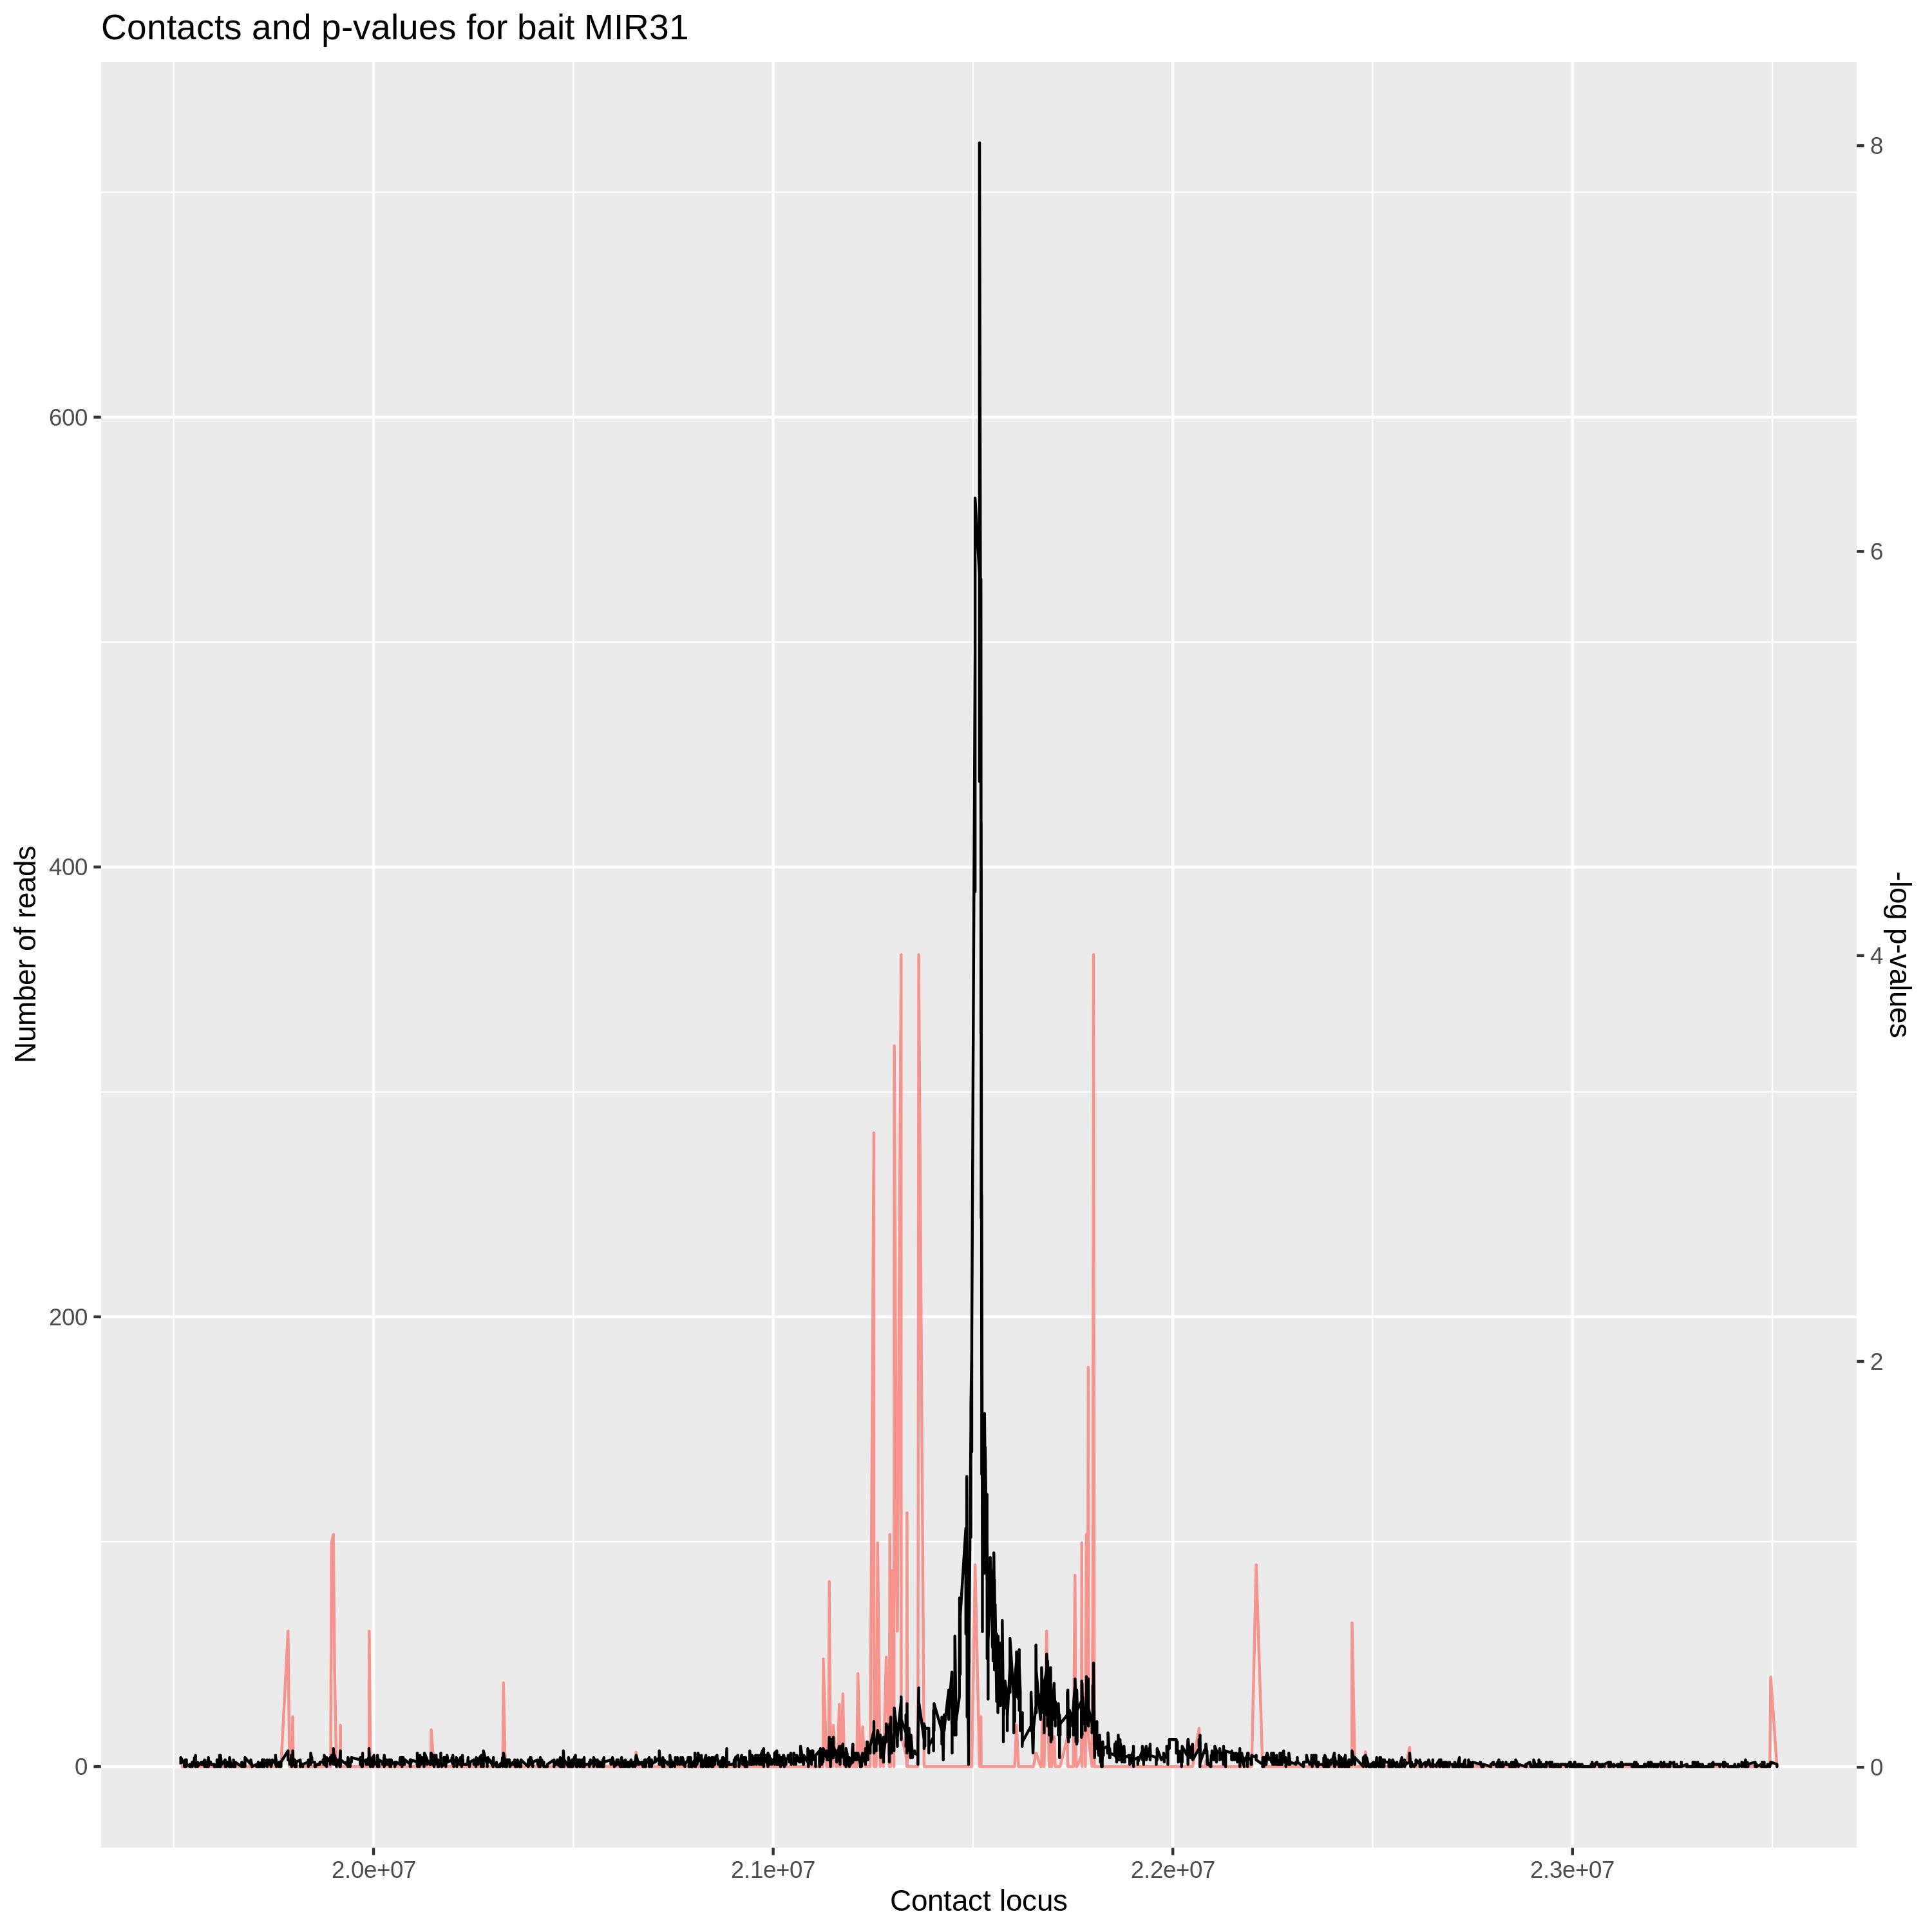 Contacts and p-values for bait MIR31
Number of reads
600
400
200
0
8
6
4
2
0
-log p-values
2.0e+07 2.1e+07 2.2e+07 2.3e+07
Contact locus